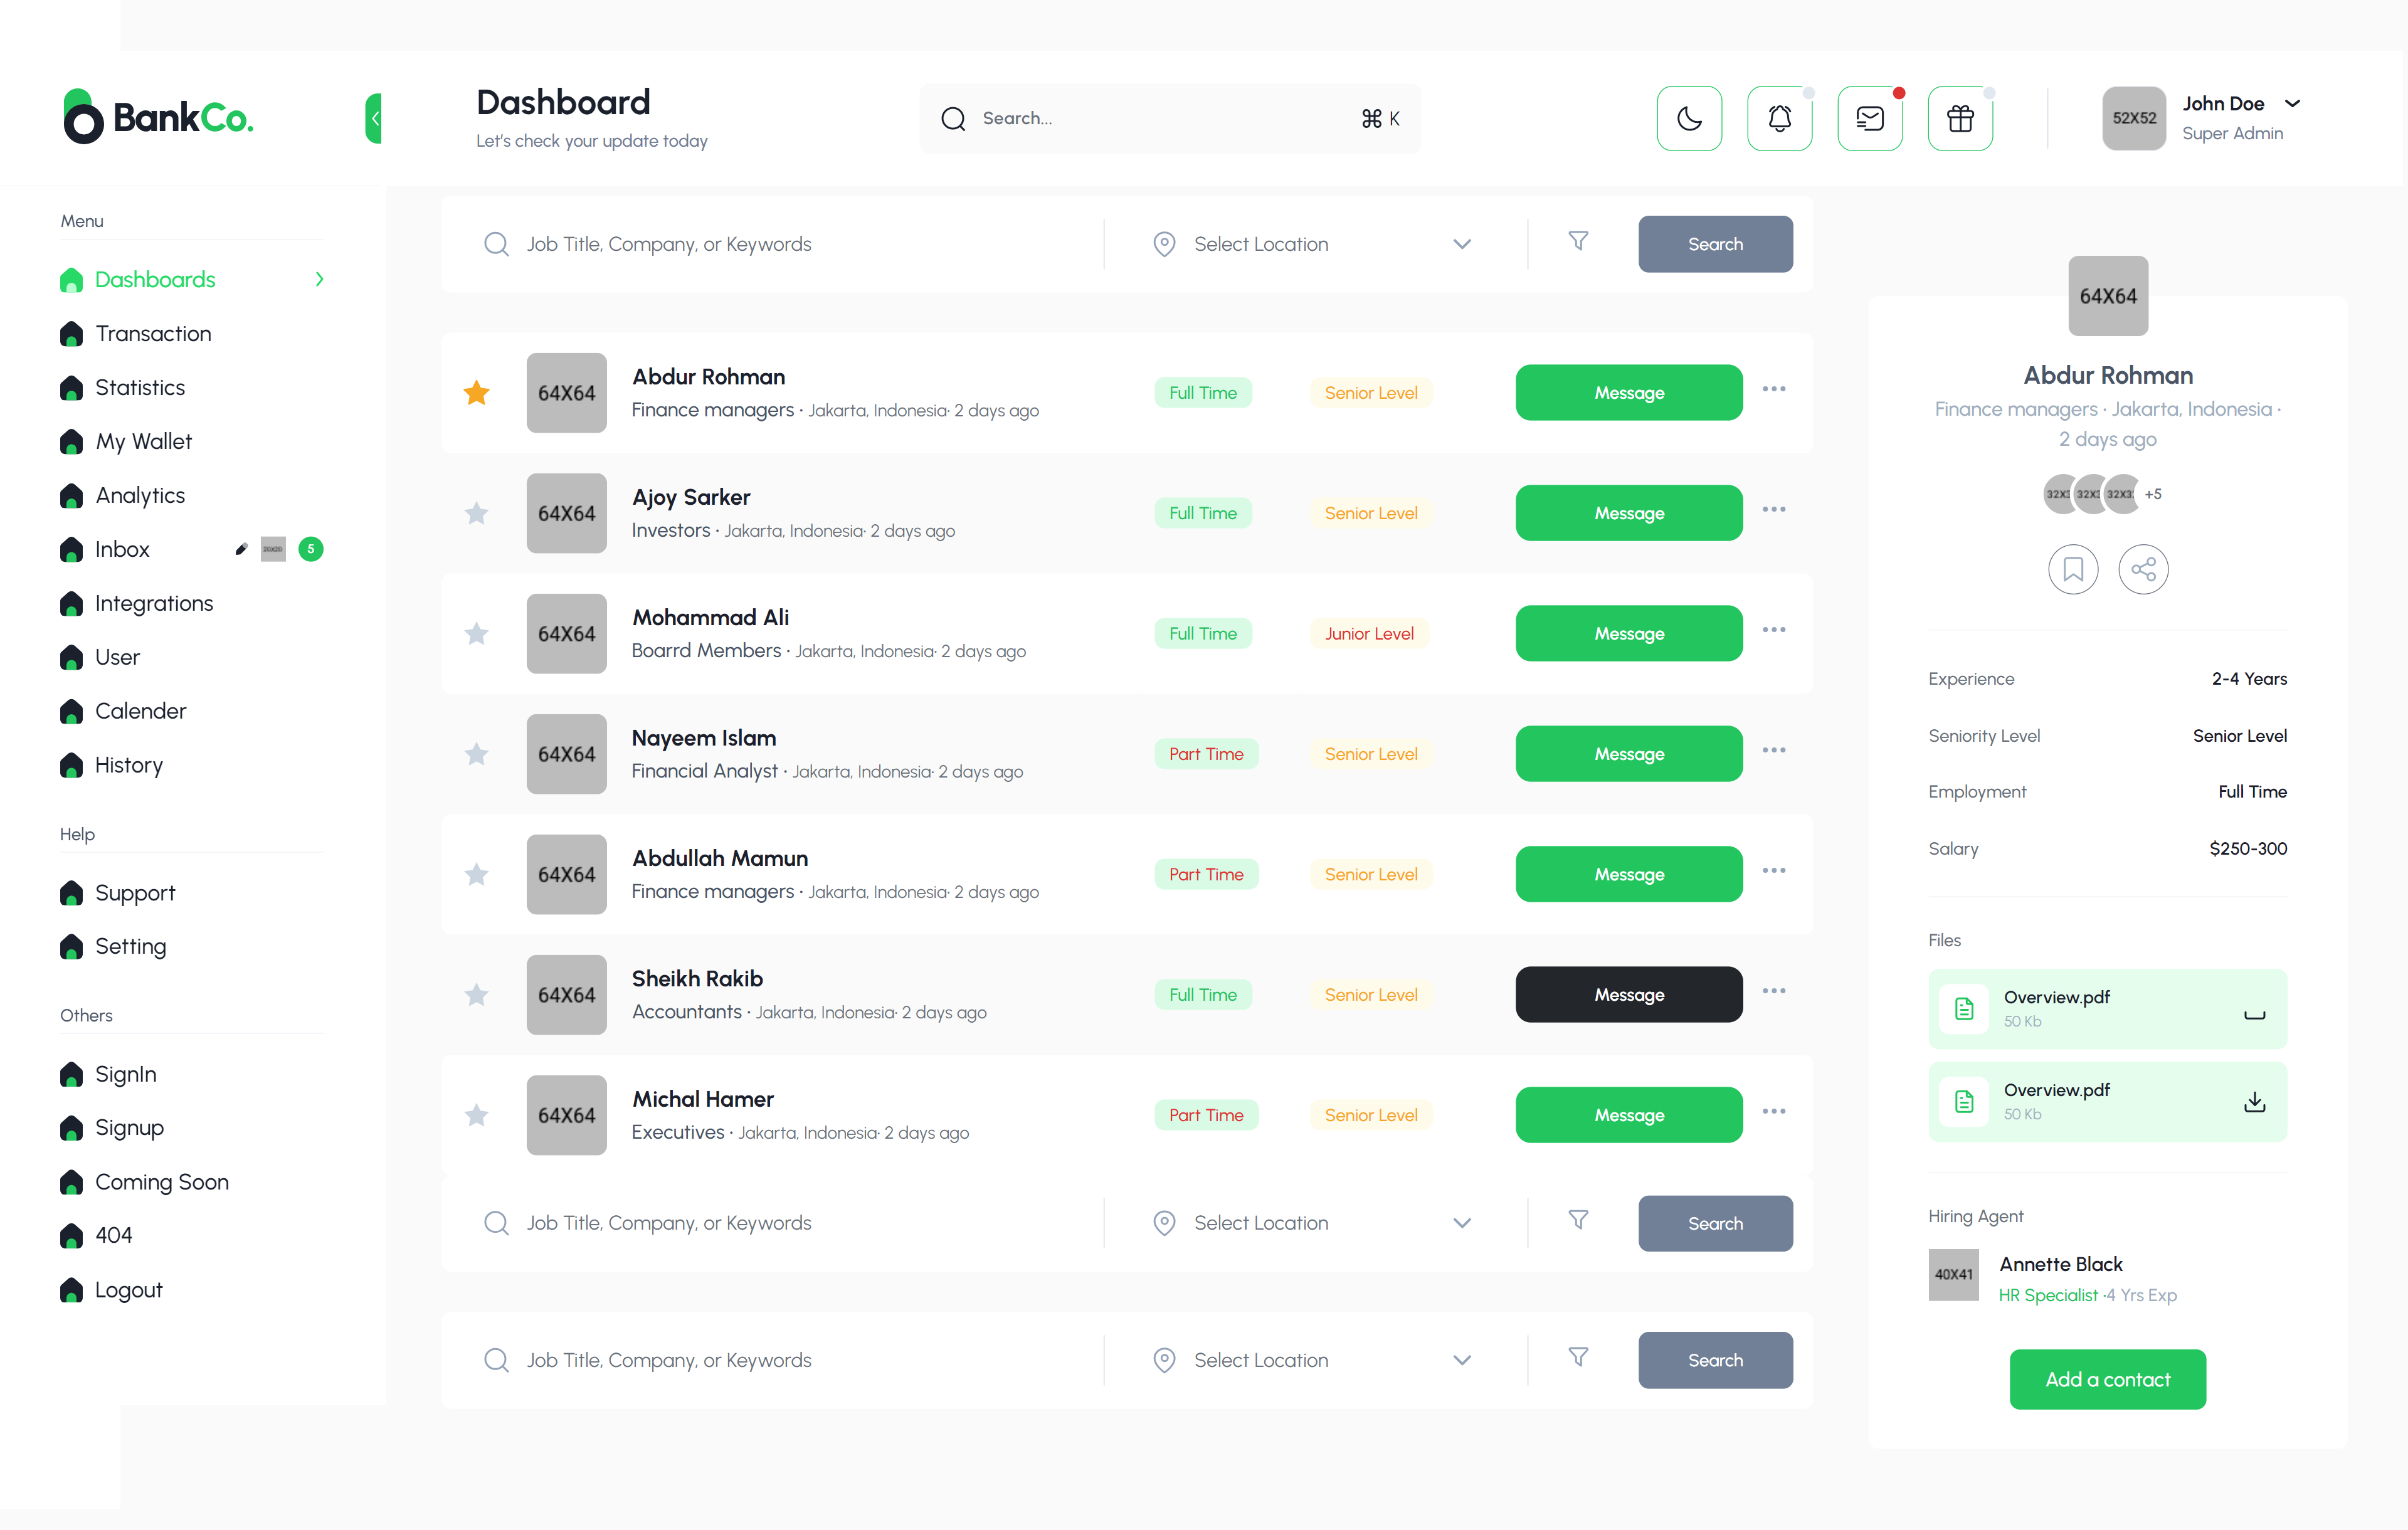 BankCo.
Dashboard
Let's check your update today
Search...
⌘ K
52X52
John Doe
Super Admin
Menu
Dashboards
Transaction
Statistics
My Wallet
Analytics
Inbox
20X20
5
Integrations
User
Calender
History
Help
Support
Setting
Others
SignIn
Signup
Coming Soon
404
Logout
Job Title, Company, or Keywords
Select Location
Search
64X64
Abdur Rohman
Finance managers · Jakarta, Indonesia· 2 days ago
Full Time
Senior Level
Message
64X64
Ajoy Sarker
Investors · Jakarta, Indonesia· 2 days ago
Full Time
Senior Level
Message
64X64
Mohammad Ali
Boarrd Members · Jakarta, Indonesia· 2 days ago
Full Time
Junior Level
Message
64X64
Nayeem Islam
Financial Analyst · Jakarta, Indonesia· 2 days ago
Part Time
Senior Level
Message
64X64
Abdullah Mamun
Finance managers · Jakarta, Indonesia· 2 days ago
Part Time
Senior Level
Message
64X64
Sheikh Rakib
Accountants · Jakarta, Indonesia· 2 days ago
Full Time
Senior Level
Message
64X64
Michal Hamer
Executives · Jakarta, Indonesia· 2 days ago
Part Time
Senior Level
Message
Job Title, Company, or Keywords
Select Location
Search
Job Title, Company, or Keywords
Select Location
Search
64X64
Abdur Rohman
Finance managers · Jakarta, Indonesia ·
2 days ago
+5
Experience
2-4 Years
Seniority Level
Senior Level
Employment
Full Time
Salary
$250-300
Files
Overview.pdf
50 Kb
Overview.pdf
50 Kb
Hiring Agent
40X41
Annette Black
HR Specialist ·4 Yrs Exp
Add a contact